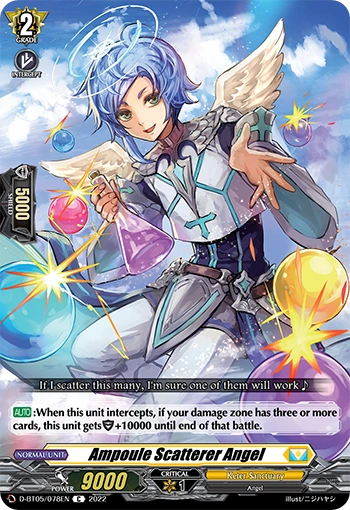 2
GRADE
INTERCEPT
5000
SHIELD
If I scatter this many, I'm sure one of them will work♪
AUTO:When this unit intercepts, if your damage zone has three or more
cards, this unit gets +10000 until end of that battle.
NORMAL UNIT
Ampoule Scatterer Angel
POWER 9000
CRITICAL
1
Keter Sanctuary
Angel
D-BT05/078EN C 2022
illust/ニジハヤシ